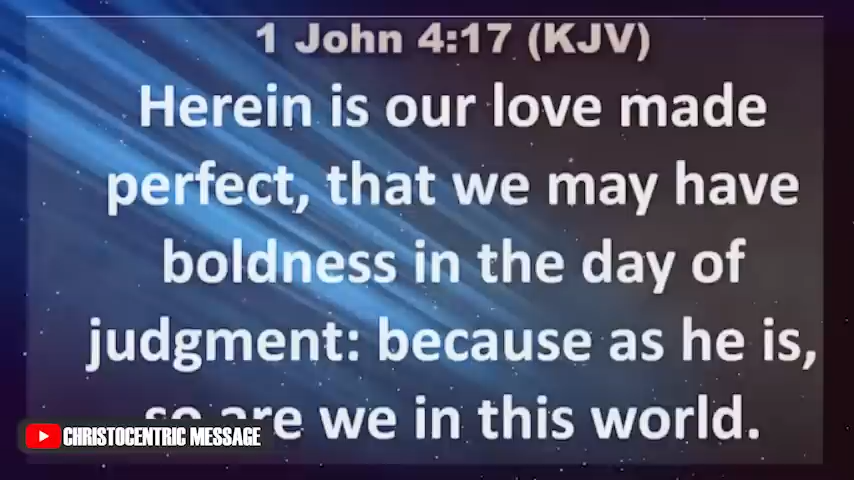 1 John 4:17 (KJV)
Herein is our love made
perfect, that we may have
boldness in the day of
judgment: because as he is,
so are we in this world.
CHRISTOCENTRIC MESSAGE